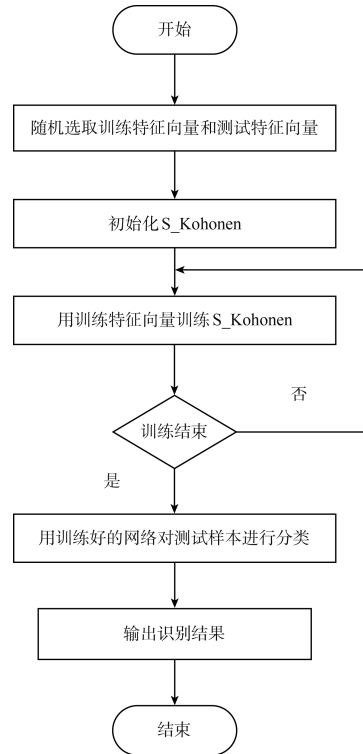 开始
随机选取训练特征向量和测试特征向量
初始化S_Kohonen
用训练特征向量训练S_Kohonen
训练结束
否
是
用训练好的网络对测试样本进行分类
输出识别结果
结束